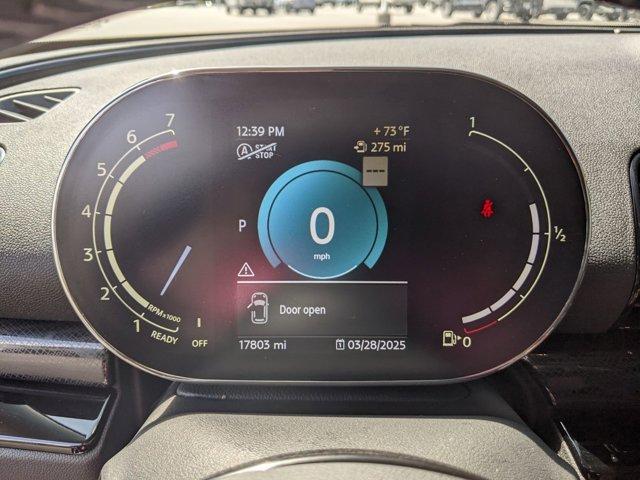 12:39 PM
+ 73 °F
A START STOP
275 mi
---
7
6
5
4
3
2
1
RPM x1000
READY
OFF
P
0
mph
Door open
17803 mi
03/28/2025
1
½
0